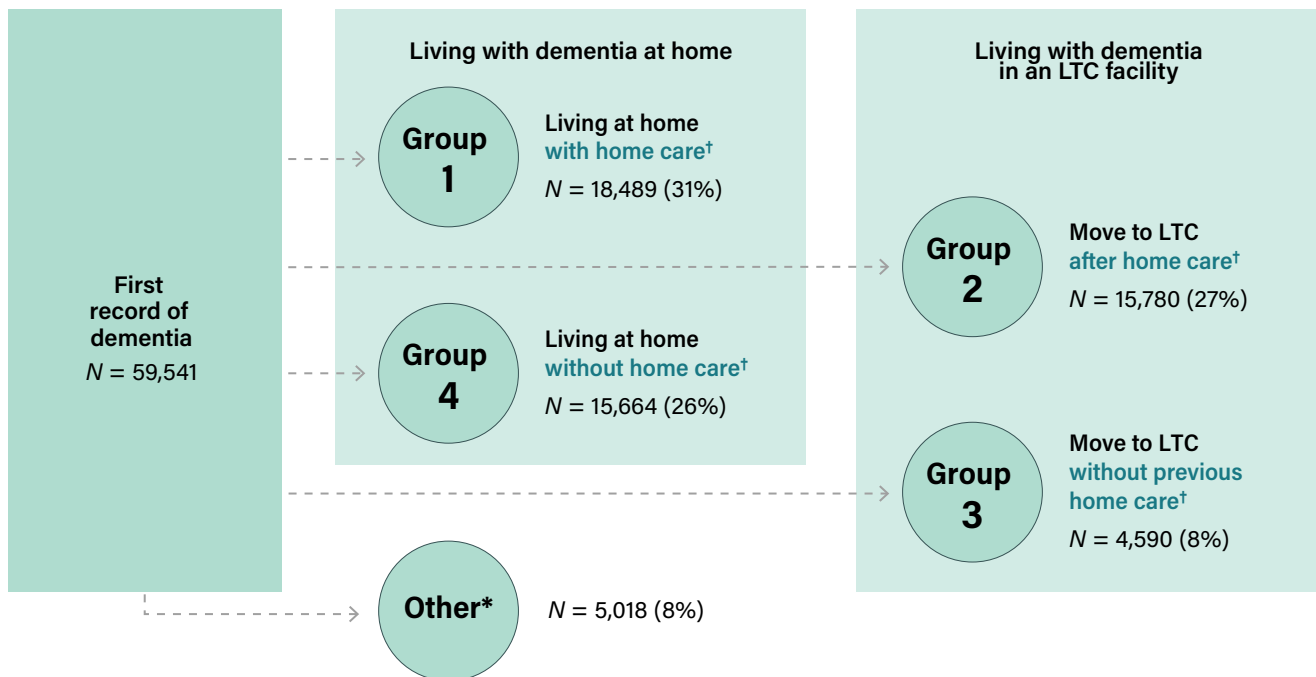 First
record of
dementia
N = 59,541
Living with dementia at home
Group
1
Living at home
with home care†
N = 18,489 (31%)
Group
4
Living at home
without home care†
N = 15,664 (26%)
Living with dementia
in an LTC facility
Group
2
Move to LTC
after home care†
N = 15,780 (27%)
Group
3
Move to LTC
without previous
home care†
N = 4,590 (8%)
Other*
N = 5,018 (8%)